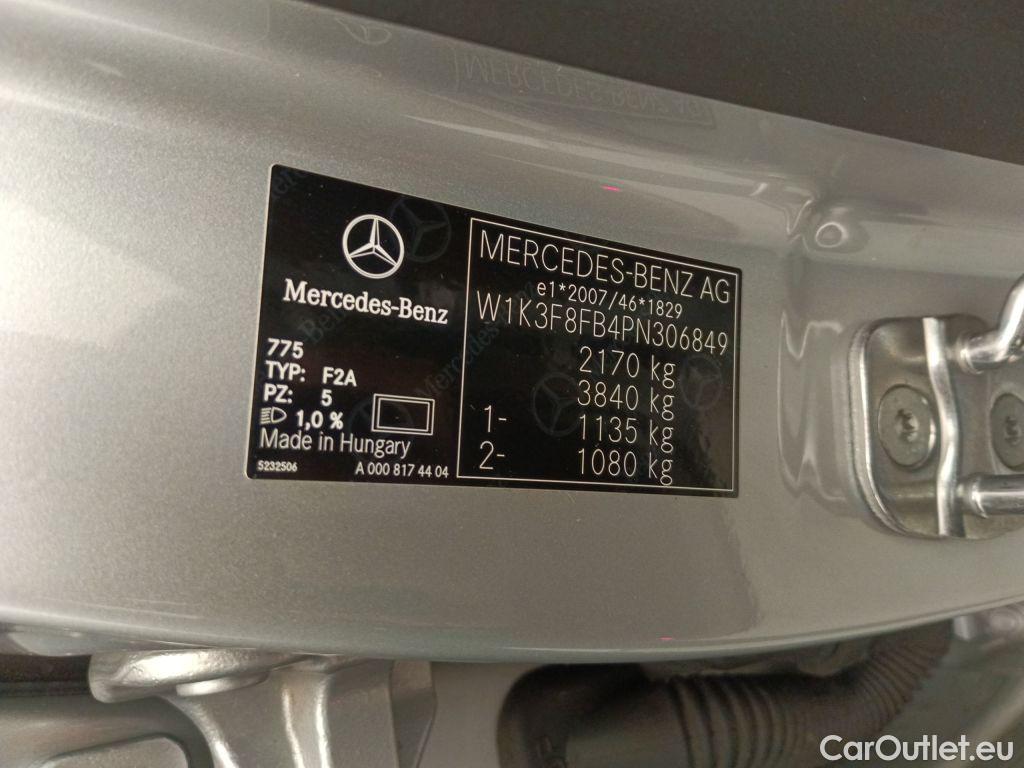 Mercedes-Benz
775
TYP: F2A
PZ: 5
1,0 %
Made in Hungary
5232506 A 000 817 44 04
MERCEDES-BENZ AG
e1*2007/46*1829
W1K3F8FB4PN306849
2170 kg
3840 kg
1- 1135 kg
2- 1080 kg
CarOutlet.eu